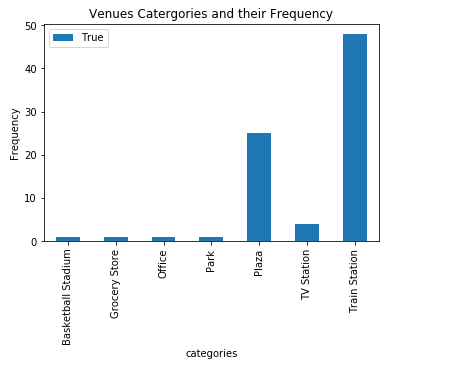 Venues Catergories and their Frequency
True
50
40
30
20
10
0
Frequency
Basketball Stadium
Grocery Store
Office
Park
Plaza
TV Station
Train Station
categories